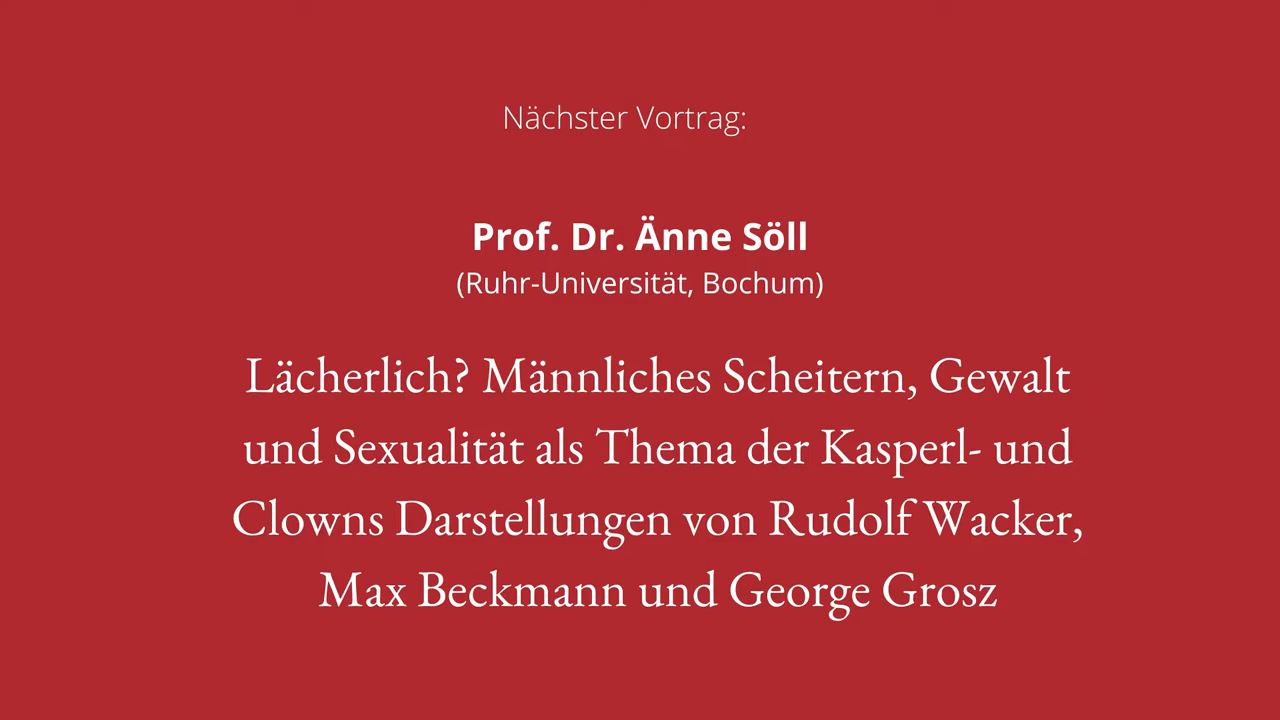 Nächster Vortrag:
Prof. Dr. Änne Söll
(Ruhr-Universität, Bochum)
Lächerlich? Männliches Scheitern, Gewalt
und Sexualität als Thema der Kasperl- und
Clowns Darstellungen von Rudolf Wacker,
Max Beckmann und George Grosz